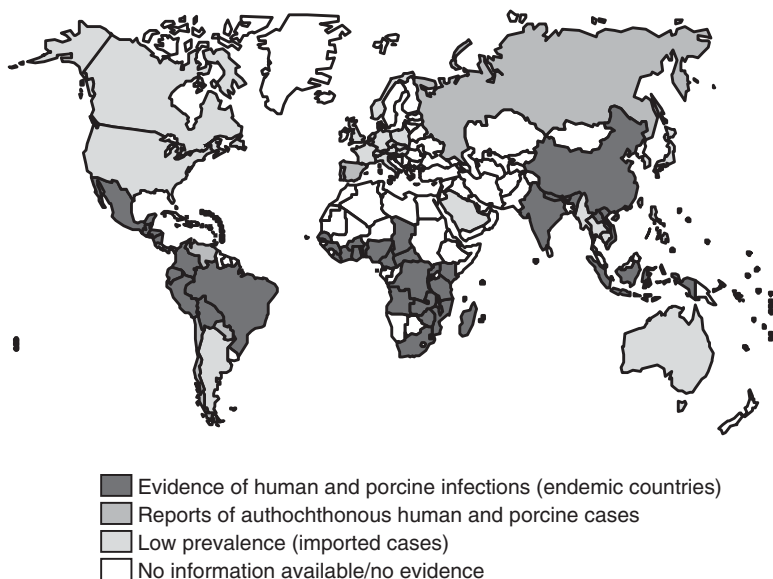 Evidence of human and porcine infections (endemic countries)
Reports of authochthonous human and porcine cases
Low prevalence (imported cases)
No information available/no evidence